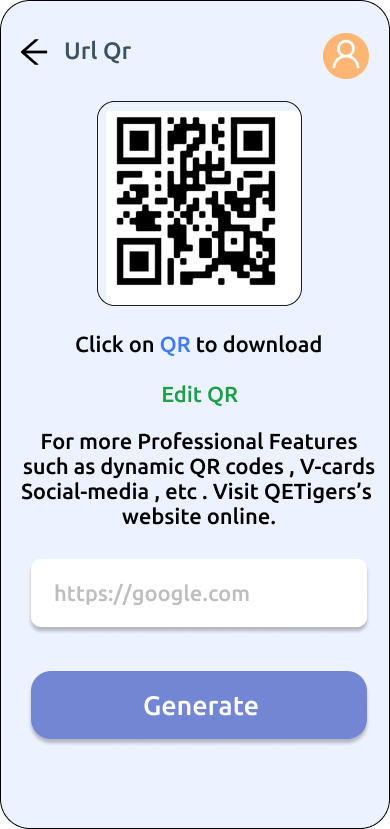 Url Qr
Click on QR to download
Edit QR
For more Professional Features
such as dynamic QR codes , V-cards
Social-media , etc . Visit QETigers’s
website online.
https://google.com
Generate